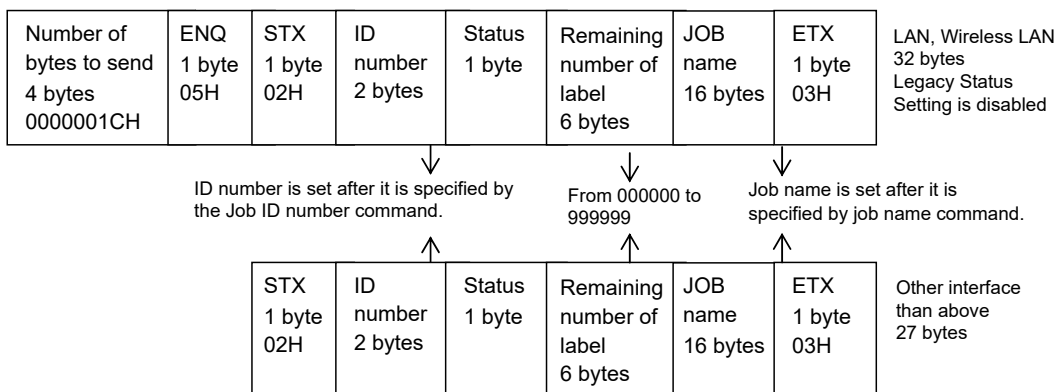 Number of
bytes to send
4 bytes
0000001CH
ENQ
1 byte
05H
STX
1 byte
02H
ID
number
2 bytes
Status
1 byte
Remaining
number of
label
6 bytes
JOB
name
16 bytes
ETX
1 byte
03H
LAN, Wireless LAN
32 bytes
Legacy Status
Setting is disabled
ID number is set after it is specified by
the Job ID number command.
From 000000 to
999999
Job name is set after it is
specified by job name command.
STX
1 byte
02H
ID
number
2 bytes
Status
1 byte
Remaining
number of
label
6 bytes
JOB
name
16 bytes
ETX
1 byte
03H
Other interface
than above
27 bytes